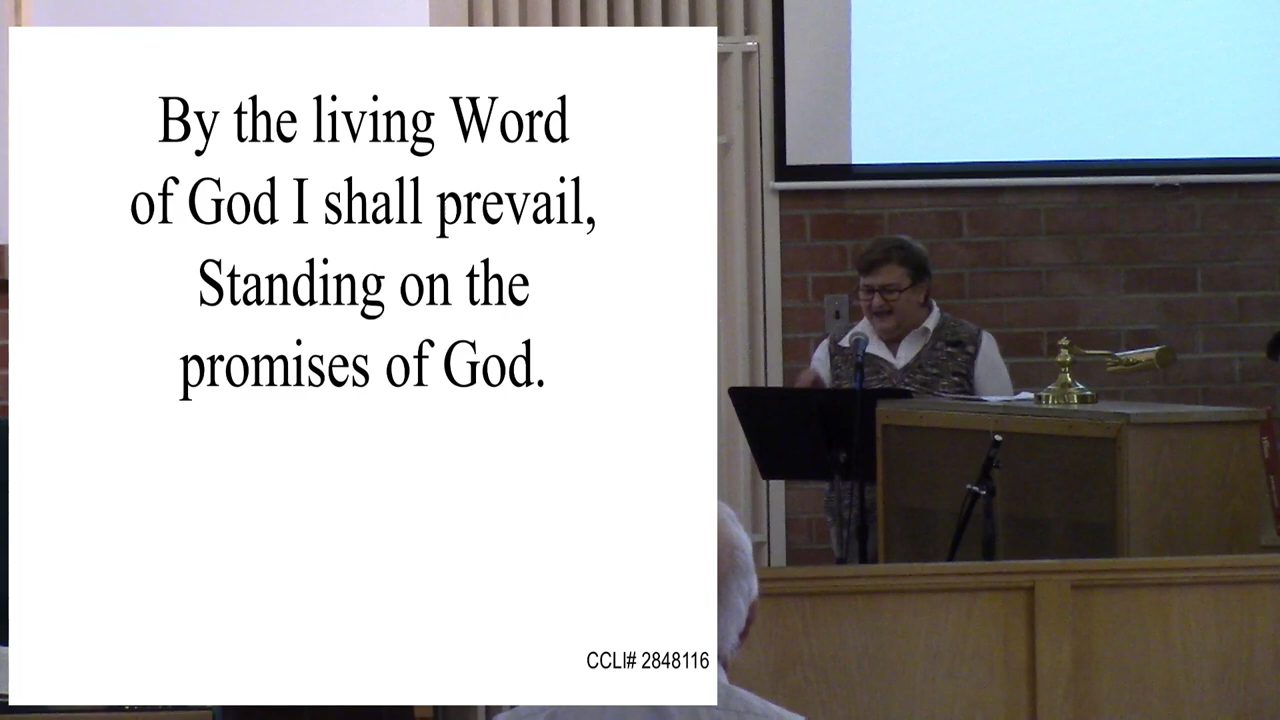 By the living Word
of God I shall prevail,
Standing on the
promises of God.
CCLI# 2848116